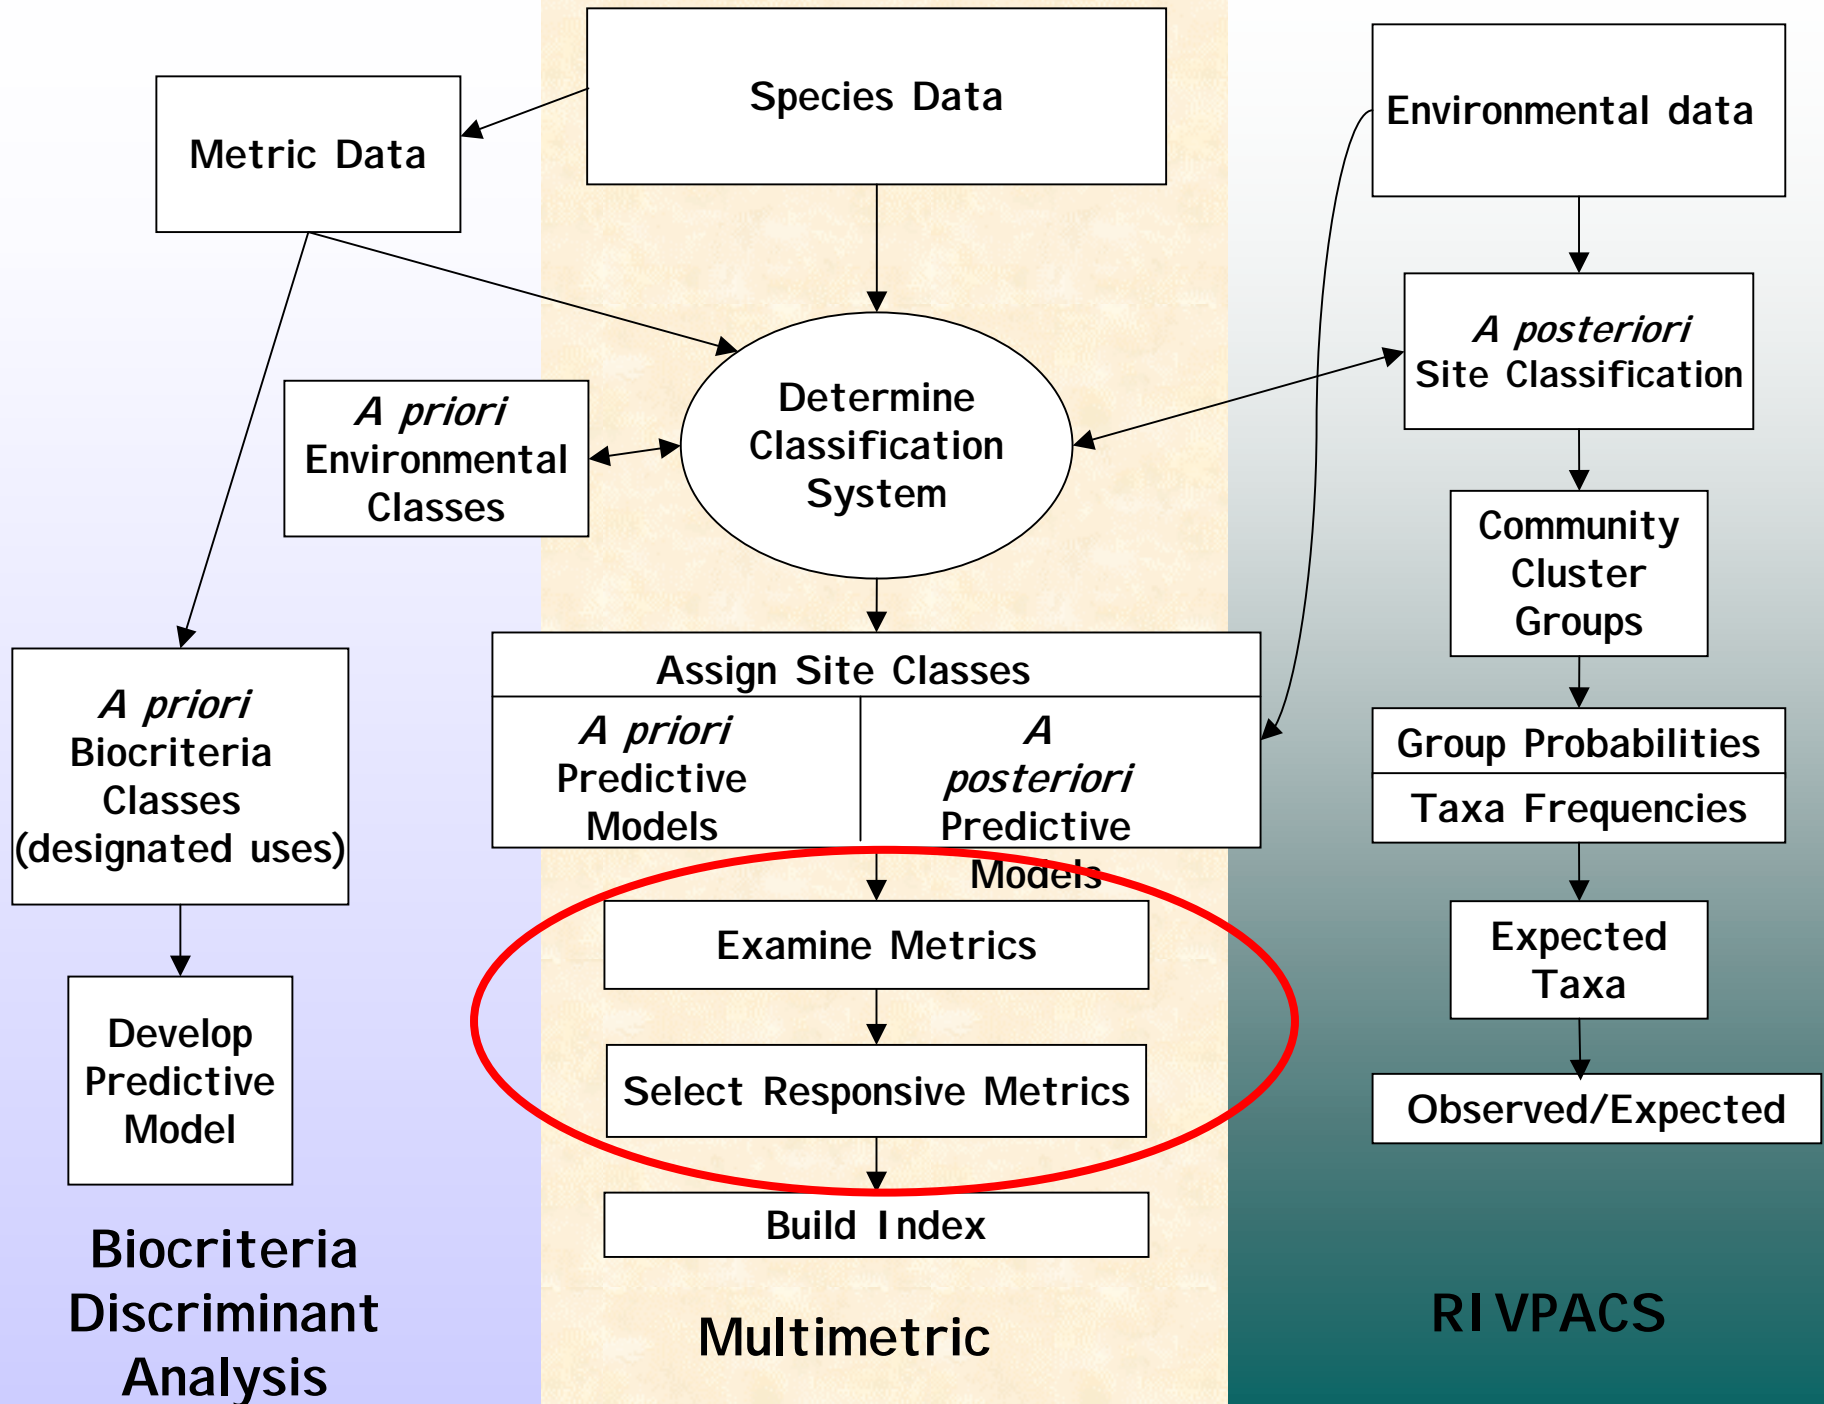 Species Data
Metric Data
Environmental data
A posteriori
Site Classification
A priori
Environmental
Classes
Determine
Classification
System
Community
Cluster
Groups
Assign Site Classes
A priori
Predictive
Models
A
posteriori
Predictive
Models
A priori
Biocriteria
Classes
(designated uses)
Group Probabilities
Taxa Frequencies
Examine Metrics
Expected
Taxa
Develop
Predictive
Model
Select Responsive Metrics
Observed/Expected
Build Index
Biocriteria
Discriminant
Analysis
Multimetric
RIVPACS